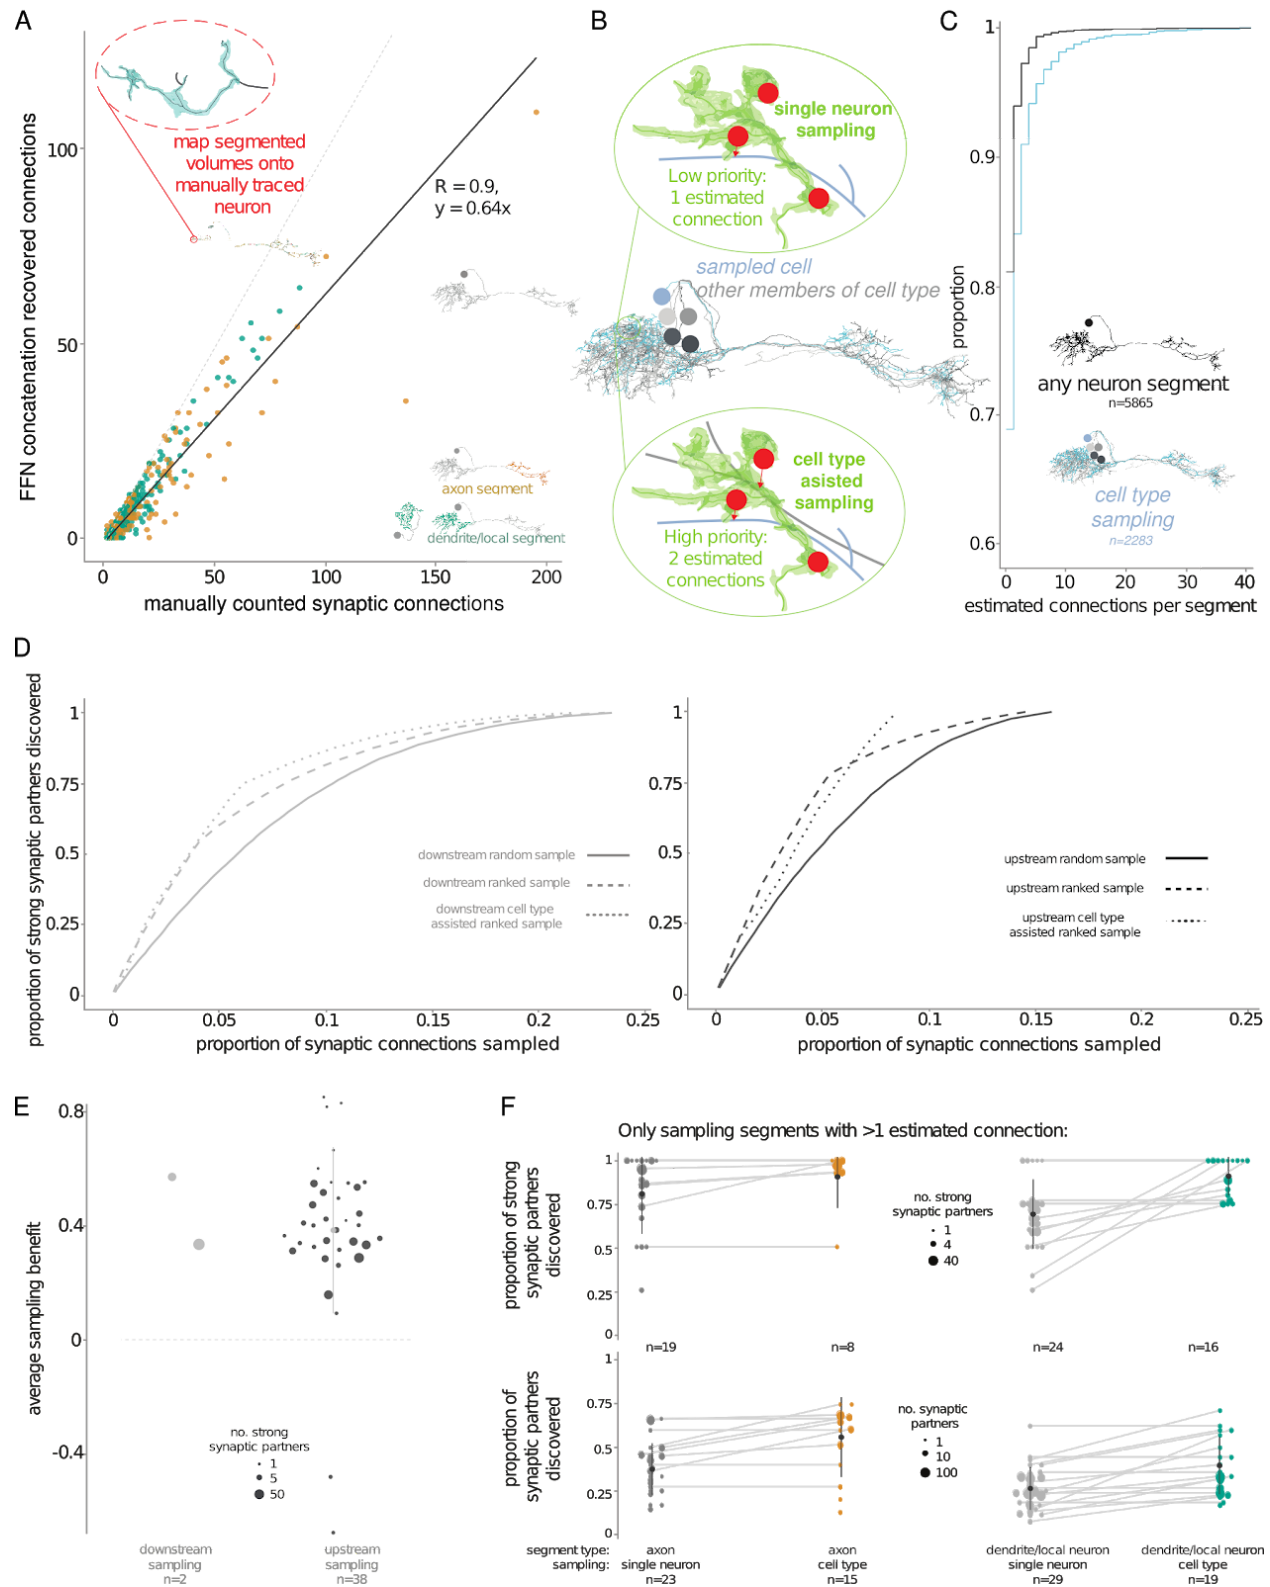 A
FFN concatenation recovered connections
100
50
0
0
50
100
150
200
manually counted synaptic connections
map segmented
volumes onto
manually traced
neuron
R = 0.9,
y = 0.64x
axon segment
dendrite/local segment
B
single neuron
sampling
Low priority:
1 estimated
connection
sampled cell
other members of cell type
cell type
asisted
sampling
High priority:
2 estimated
connections
C
proportion
1
0.9
0.8
0.7
0.6
0
10
20
30
40
estimated connections per segment
any neuron segment
n=5865
cell type
sampling
n=2283
D
proportion of strong synaptic partners discovered
1
0.75
0.5
0.25
0
0
0.05
0.1
0.15
0.2
0.25
proportion of synaptic connections sampled
downstream random sample
downtream ranked sample
downstream cell type
assisted ranked sample
1
0.75
0.5
0.25
0
0
0.05
0.1
0.15
0.2
0.25
proportion of synaptic connections sampled
upstream random sample
upstream ranked sample
upstream cell type
assisted ranked sample
E
average sampling benefit
0.8
0.4
0
-0.4
no. strong
synaptic partners
1
5
50
downstream
sampling
n=2
upstream
sampling
n=38
F
Only sampling segments with >1 estimated connection:
proportion of strong
synaptic partners
discovered
1
0.75
0.5
0.25
0
no. strong
synaptic partners
1
4
40
n=19
n=8
n=24
n=16
proportion of
synaptic partners
discovered
1
0.75
0.5
0.25
0
no. synaptic
partners
1
10
100
segment type:
sampling:
axon
single neuron
n=23
axon
cell type
n=15
dendrite/local neuron
single neuron
n=29
dendrite/local neuron
cell type
n=19